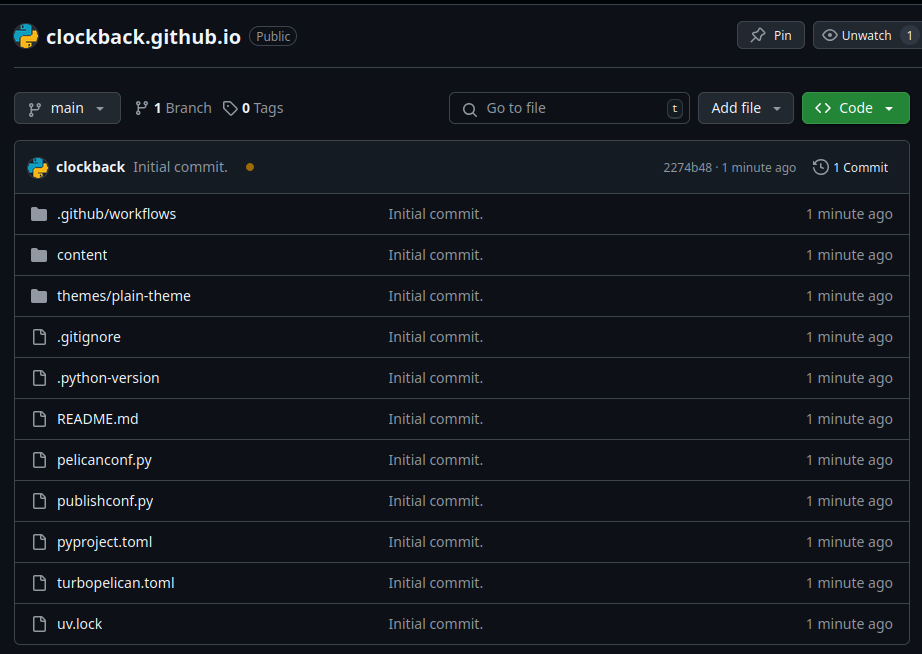 clockback.github.io Public Pin Unwatch 1
main 1 Branch 0 Tags Go to file t Add file Code
clockback Initial commit. 2274b48 · 1 minute ago 1 Commit
.github/workflows Initial commit. 1 minute ago
content Initial commit. 1 minute ago
themes/plain-theme Initial commit. 1 minute ago
.gitignore Initial commit. 1 minute ago
.python-version Initial commit. 1 minute ago
README.md Initial commit. 1 minute ago
pelicanconf.py Initial commit. 1 minute ago
publishconf.py Initial commit. 1 minute ago
pyproject.toml Initial commit. 1 minute ago
turbopelican.toml Initial commit. 1 minute ago
uv.lock Initial commit. 1 minute ago